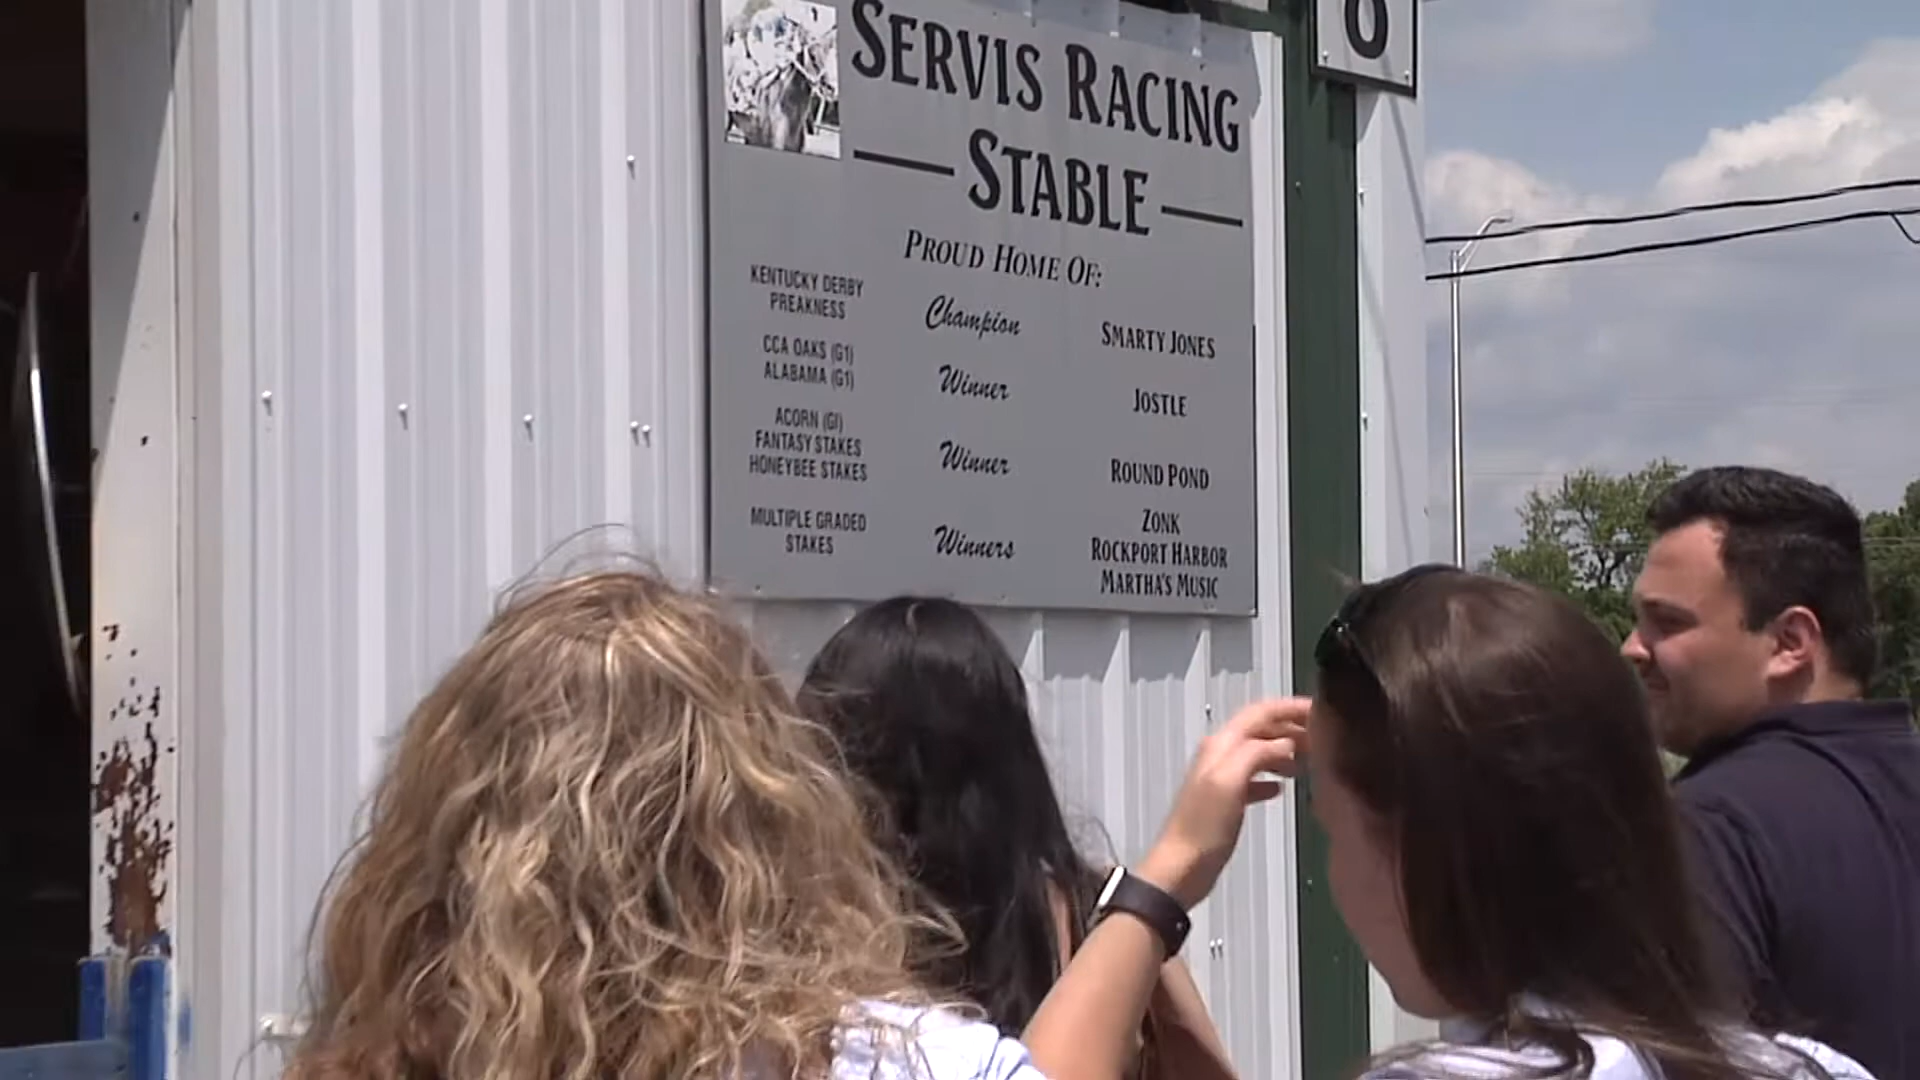 SERVIS RACING
STABLE
PROUD HOME OF:
KENTUCKY DERBY
PREAKNESS
Champion
SMARTY JONES
CCA OAKS (G1)
ALABAMA (G1)
Winner
JOSTLE
ACORN (GI)
FANTASY STAKES
HONEYBEE STAKES
Winner
ROUND POND
MULTIPLE GRADED
STAKES
Winners
ZONK
ROCKPORT HARBOR
MARTHA'S MUSIC